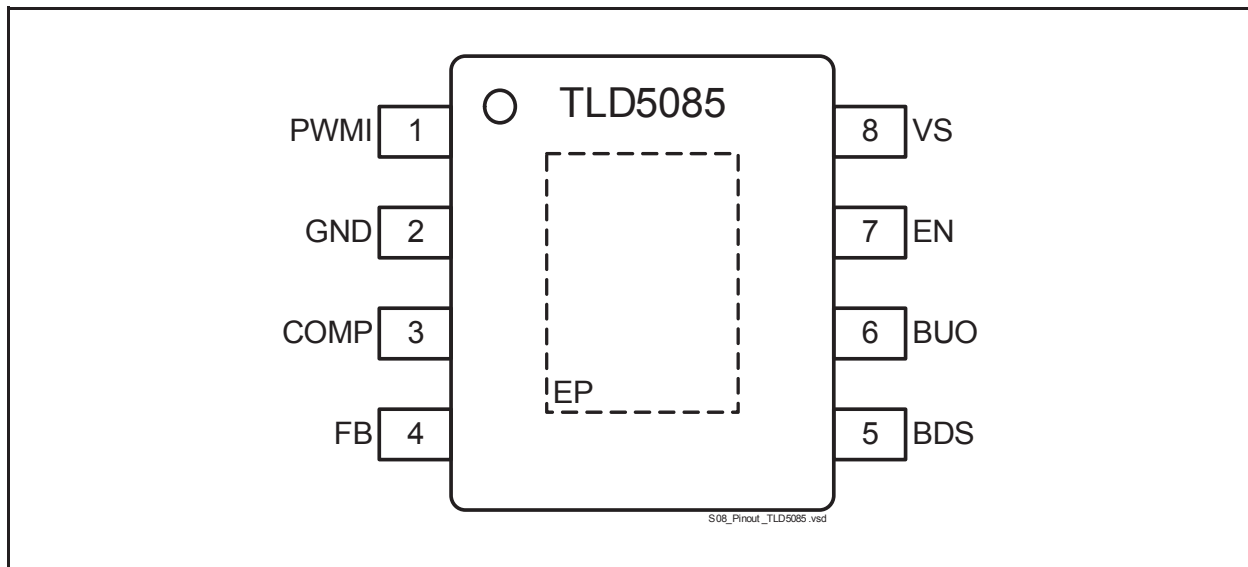 TLD5085
PWMI 1
8 VS
GND 2
7 EN
COMP 3
6 BUO
EP
FB 4
5 BDS
S08_Pinout_TLD5085.vsd